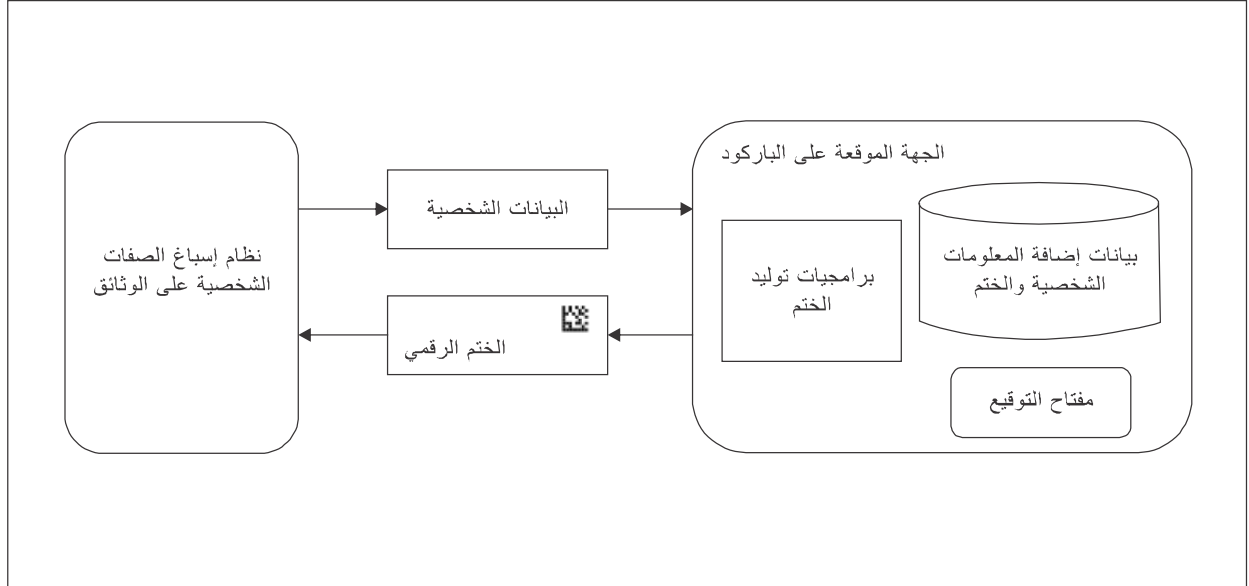 الجهة الموقعة على الباركود
بيانات إضافة المعلومات
الشخصية والختم
برامجيات توليد
الختم
مفتاح التوقيع
البيانات الشخصية
الختم الرقمي
نظام إسباغ الصفات
الشخصية على الوثائق